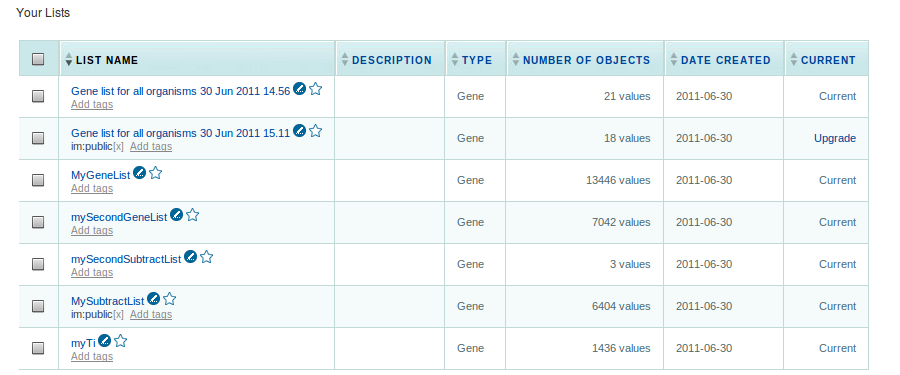 Your Lists
LIST NAME DESCRIPTION TYPE NUMBER OF OBJECTS DATE CREATED CURRENT
Gene list for all organisms 30 Jun 2011 14.56 Gene 21 values 2011-06-30 Current
Add tags
Gene list for all organisms 30 Jun 2011 15.11 Gene 18 values 2011-06-30 Upgrade
im:public[x] Add tags
MyGeneList Gene 13446 values 2011-06-30 Current
Add tags
mySecondGeneList Gene 7042 values 2011-06-30 Current
Add tags
mySecondSubtractList Gene 3 values 2011-06-30 Current
Add tags
MySubtractList Gene 6404 values 2011-06-30 Current
im:public[x] Add tags
myTi Gene 1436 values 2011-06-30 Current
Add tags